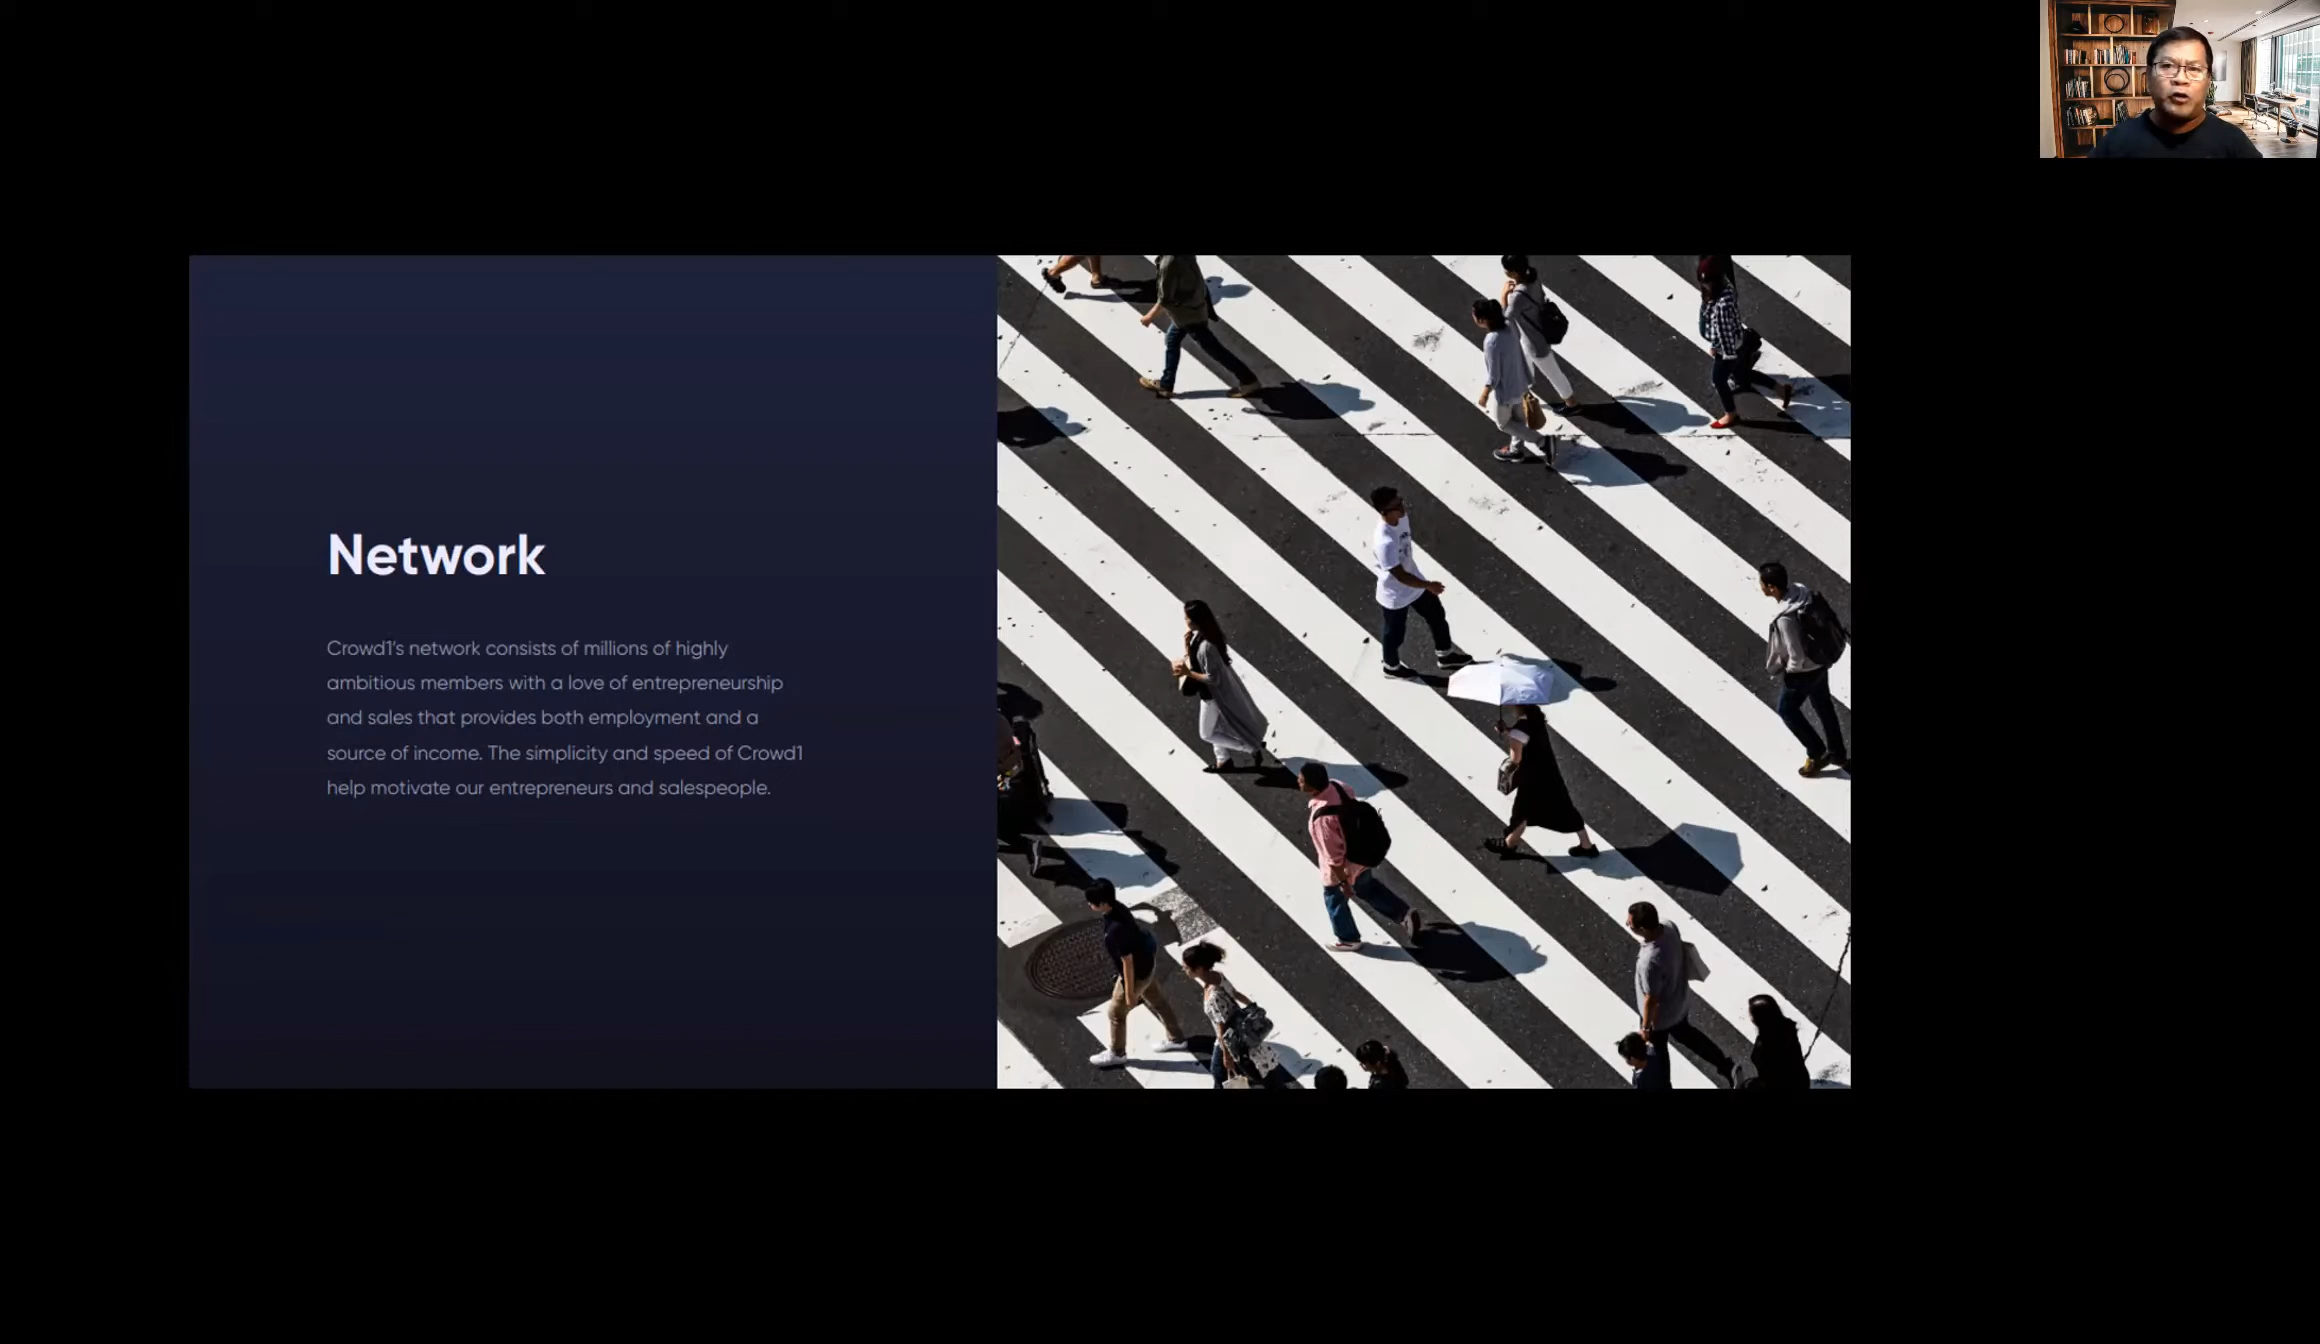 Network
Crowd1's network consists of millions of highly
ambitious members with a love of entrepreneurship
and sales that provides both employment and a
source of income. The simplicity and speed of Crowd1
help motivate our entrepreneurs and salespeople.